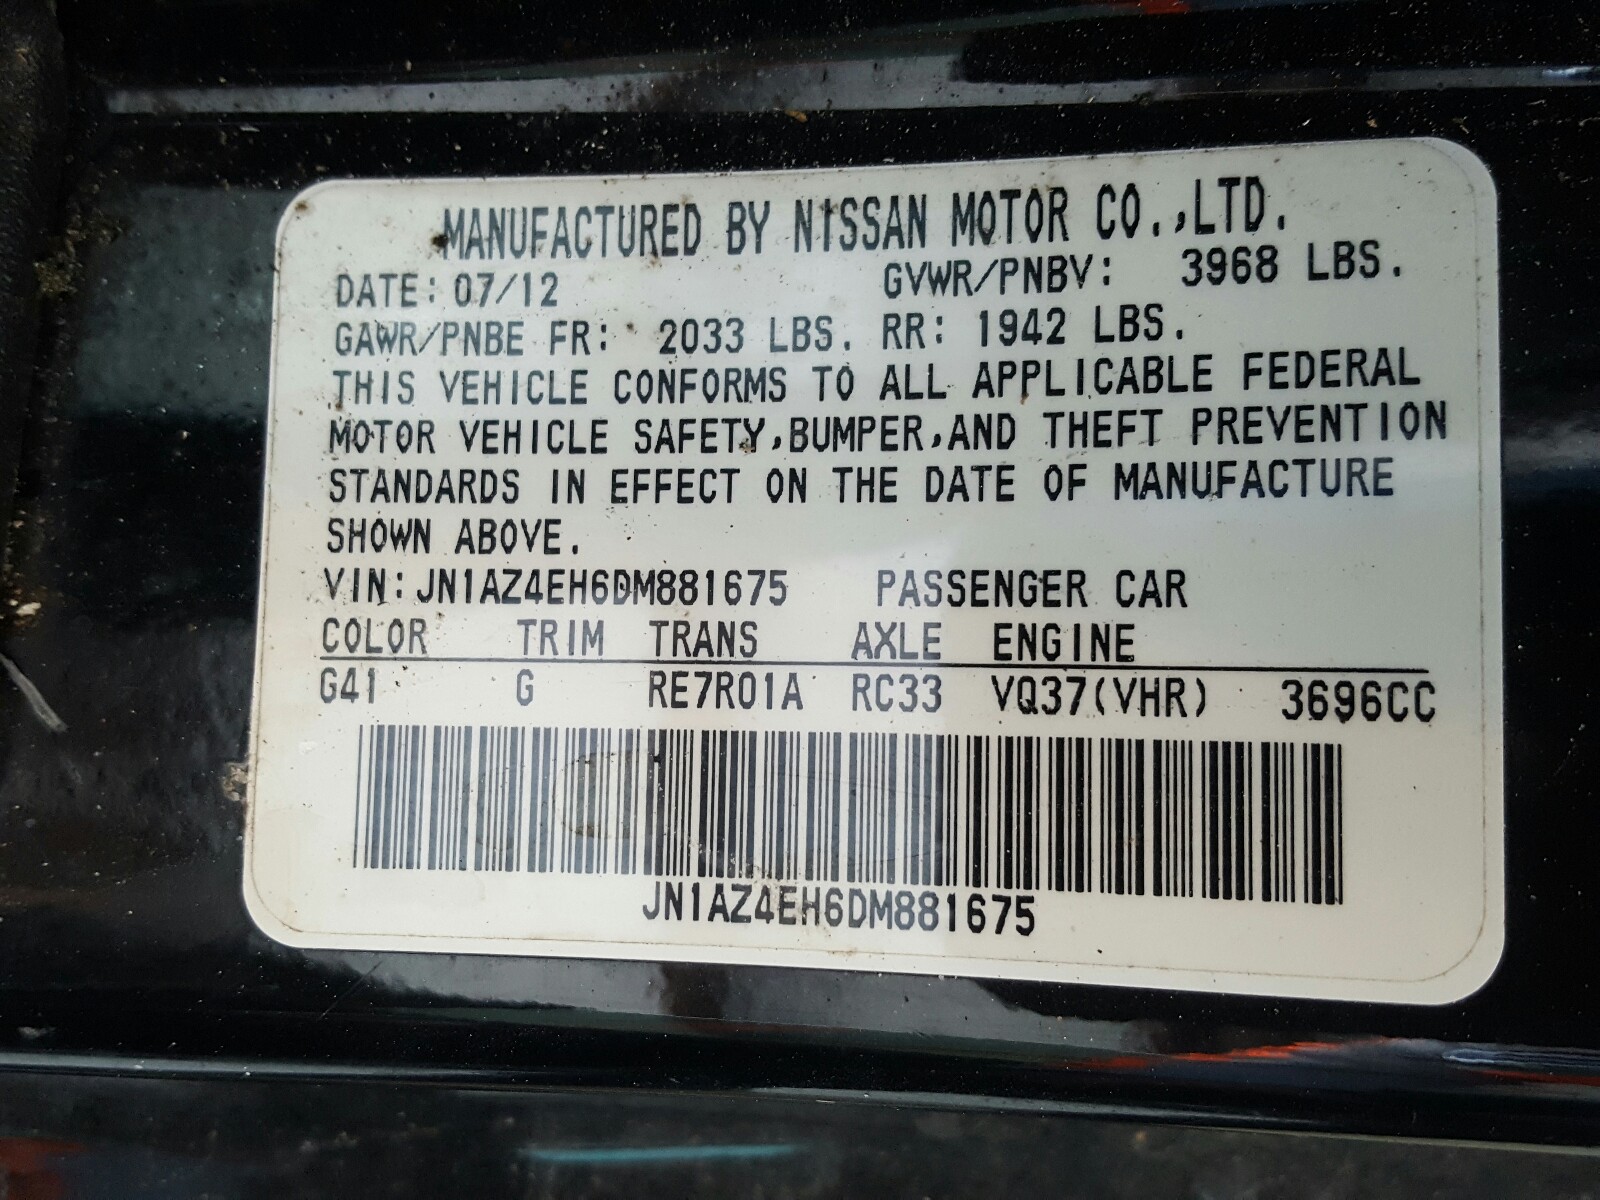 MANUFACTURED BY NISSAN MOTOR CO.,LTD.
DATE: 07/12 GVWR/PNBV: 3968 LBS.
GAWR/PNBE FR: 2033 LBS. RR: 1942 LBS.
THIS VEHICLE CONFORMS TO ALL APPLICABLE FEDERAL
MOTOR VEHICLE SAFETY,BUMPER,AND THEFT PREVENTION
STANDARDS IN EFFECT ON THE DATE OF MANUFACTURE
SHOWN ABOVE.
VIN:JN1AZ4EH6DM881675 PASSENGER CAR
COLOR TRIM TRANS AXLE ENGINE
G41 G RE7R01A RC33 VQ37(VHR) 3696CC
JN1AZ4EH6DM881675